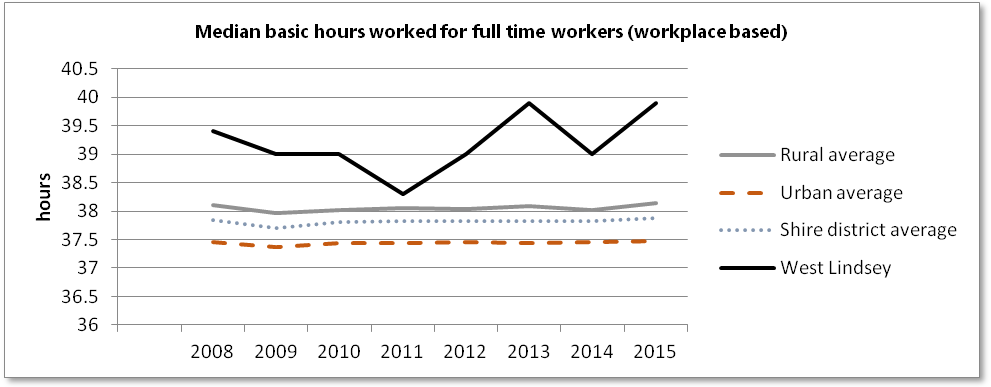 Median basic hours worked for full time workers (workplace based)
40.5
40
39.5
39
38.5
38
37.5
37
36.5
36
hours
2008 2009 2010 2011 2012 2013 2014 2015
Rural average
Urban average
Shire district average
West Lindsey